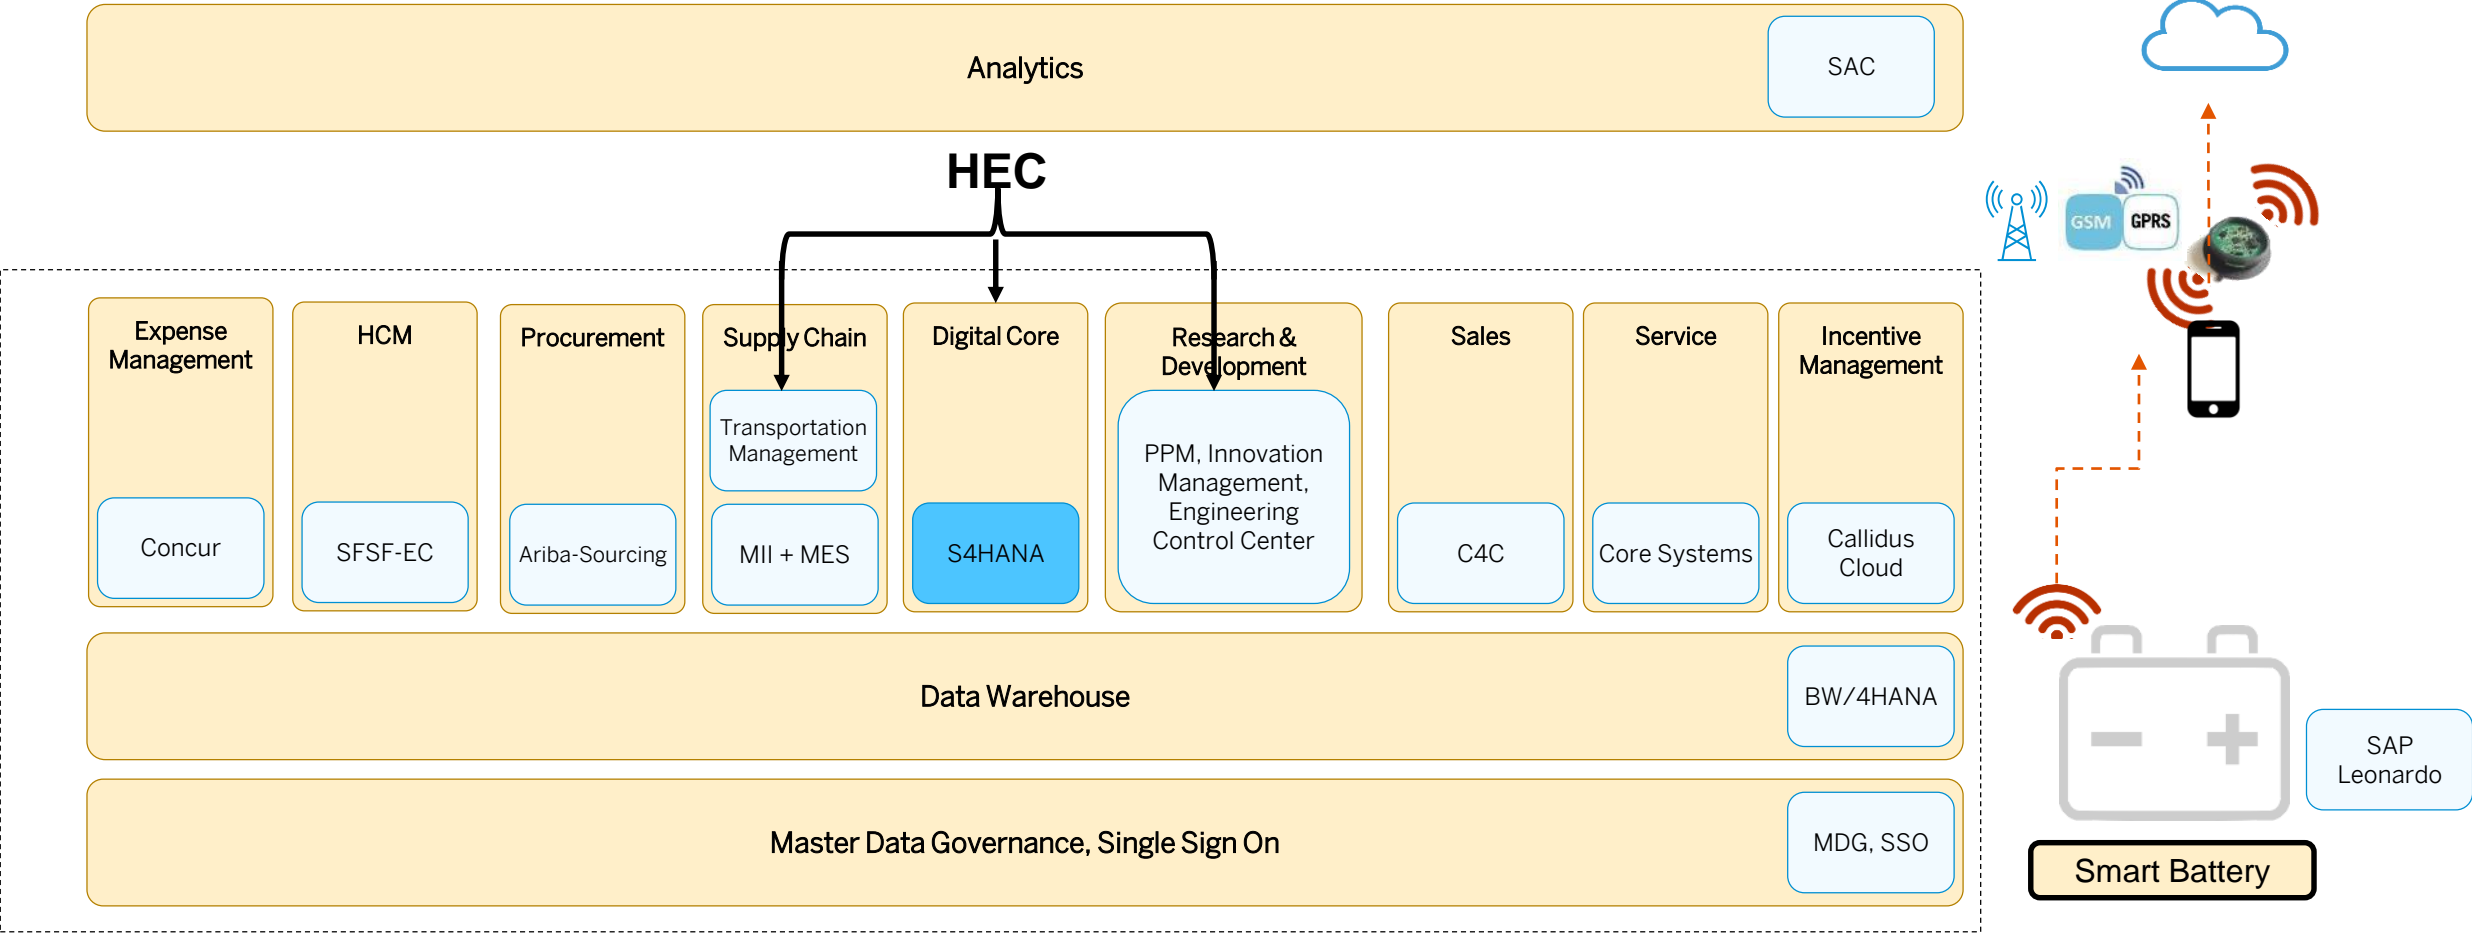 Analytics
SAC
HEC
GSM
GPRS
Expense
Management
HCM
Procurement
Supply Chain
Digital Core
Research &
Development
Sales
Service
Incentive
Management
Transportation
Management
PPM, Innovation
Management,
Engineering
Control Center
Concur
SFSF-EC
Ariba-Sourcing
MII + MES
S4HANA
C4C
Core Systems
Callidus
Cloud
Data Warehouse
BW/4HANA
SAP
Leonardo
Master Data Governance, Single Sign On
MDG, SSO
Smart Battery